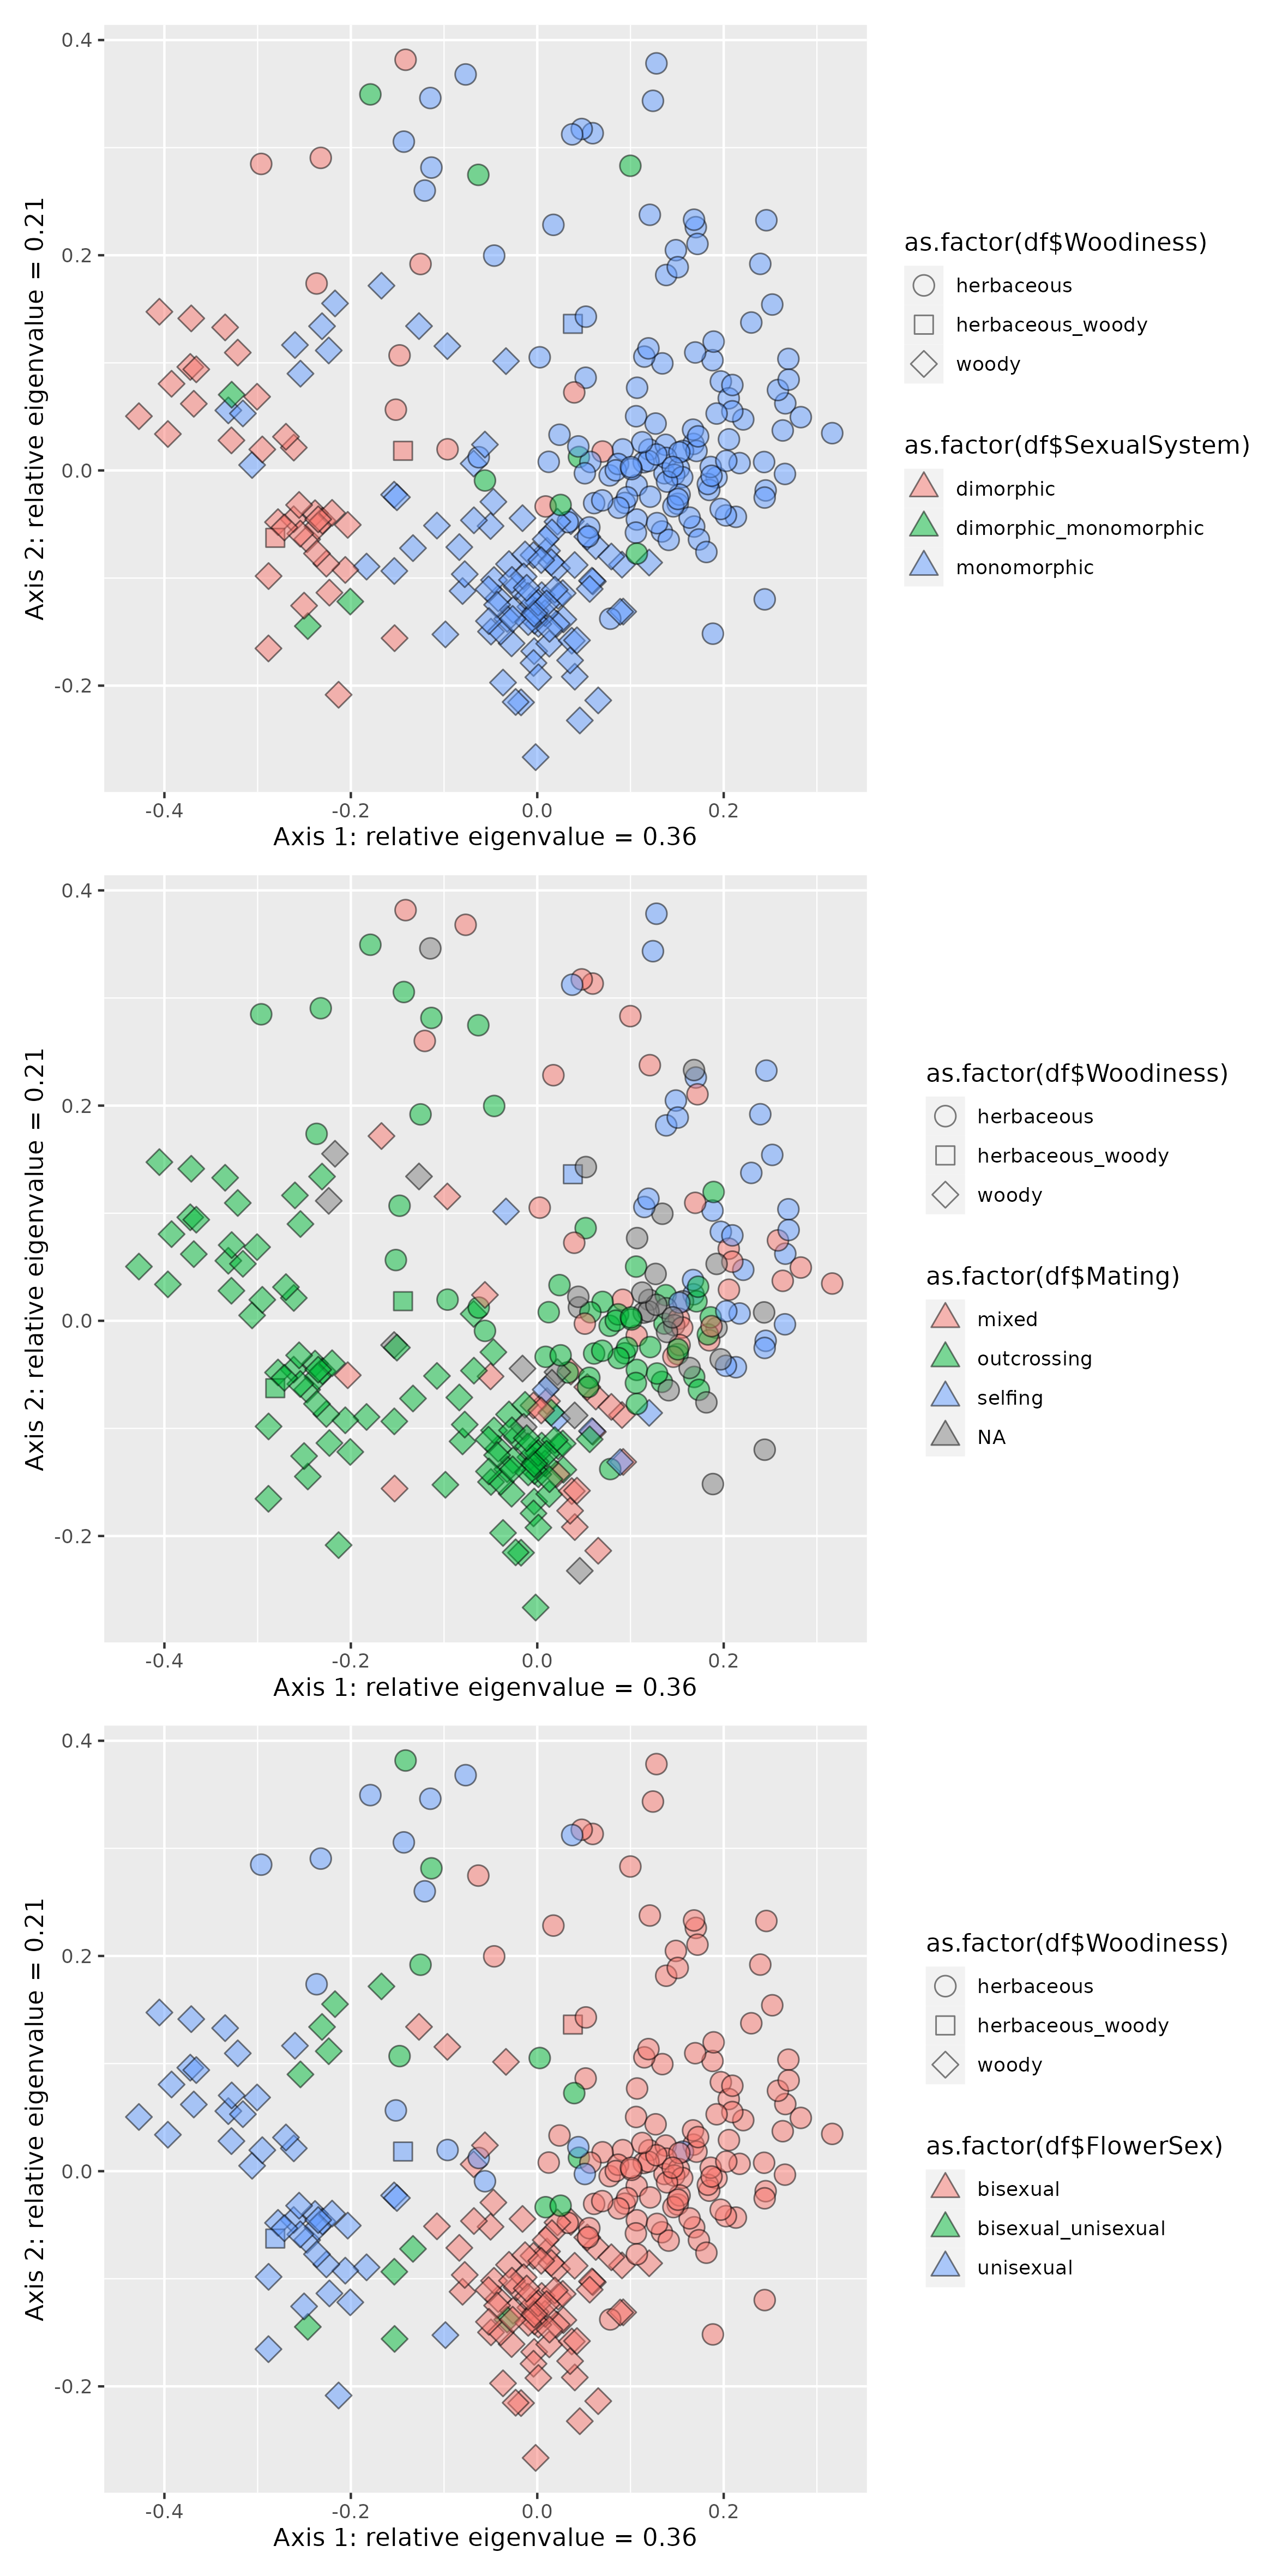 0.4
0.2
0.0
-0.2
Axis 2: relative eigenvalue = 0.21
-0.4
-0.2
0.0
0.2
Axis 1: relative eigenvalue = 0.36
as.factor(df$Woodiness)
herbaceous
herbaceous_woody
woody
as.factor(df$SexualSystem)
dimorphic
dimorphic_monomorphic
monomorphic
0.4
0.2
0.0
-0.2
Axis 2: relative eigenvalue = 0.21
-0.4
-0.2
0.0
0.2
Axis 1: relative eigenvalue = 0.36
as.factor(df$Woodiness)
herbaceous
herbaceous_woody
woody
as.factor(df$Mating)
mixed
outcrossing
selfing
NA
0.4
0.2
0.0
-0.2
Axis 2: relative eigenvalue = 0.21
-0.4
-0.2
0.0
0.2
Axis 1: relative eigenvalue = 0.36
as.factor(df$Woodiness)
herbaceous
herbaceous_woody
woody
as.factor(df$FlowerSex)
bisexual
bisexual_unisexual
unisexual